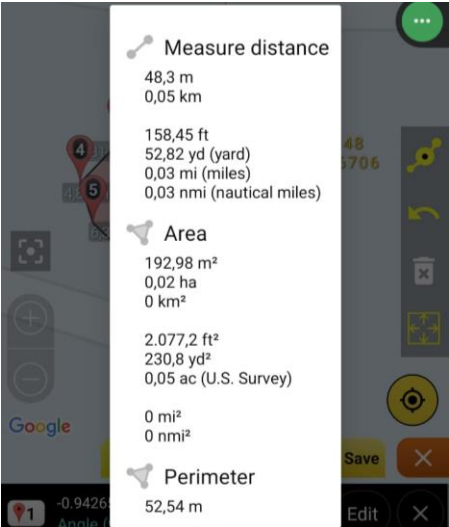 Measure distance
48,3 m
0,05 km
158,45 ft
52,82 yd (yard)
0,03 mi (miles)
0,03 nmi (nautical miles)
Area
192,98 m²
0,02 ha
0 km²
2.077,2 ft²
230,8 yd²
0,05 ac (U.S. Survey)
0 mi²
0 nmi²
Perimeter
52,54 m
4
5
48
6706
Google
Save
1
-0.9426
Angle
Edit